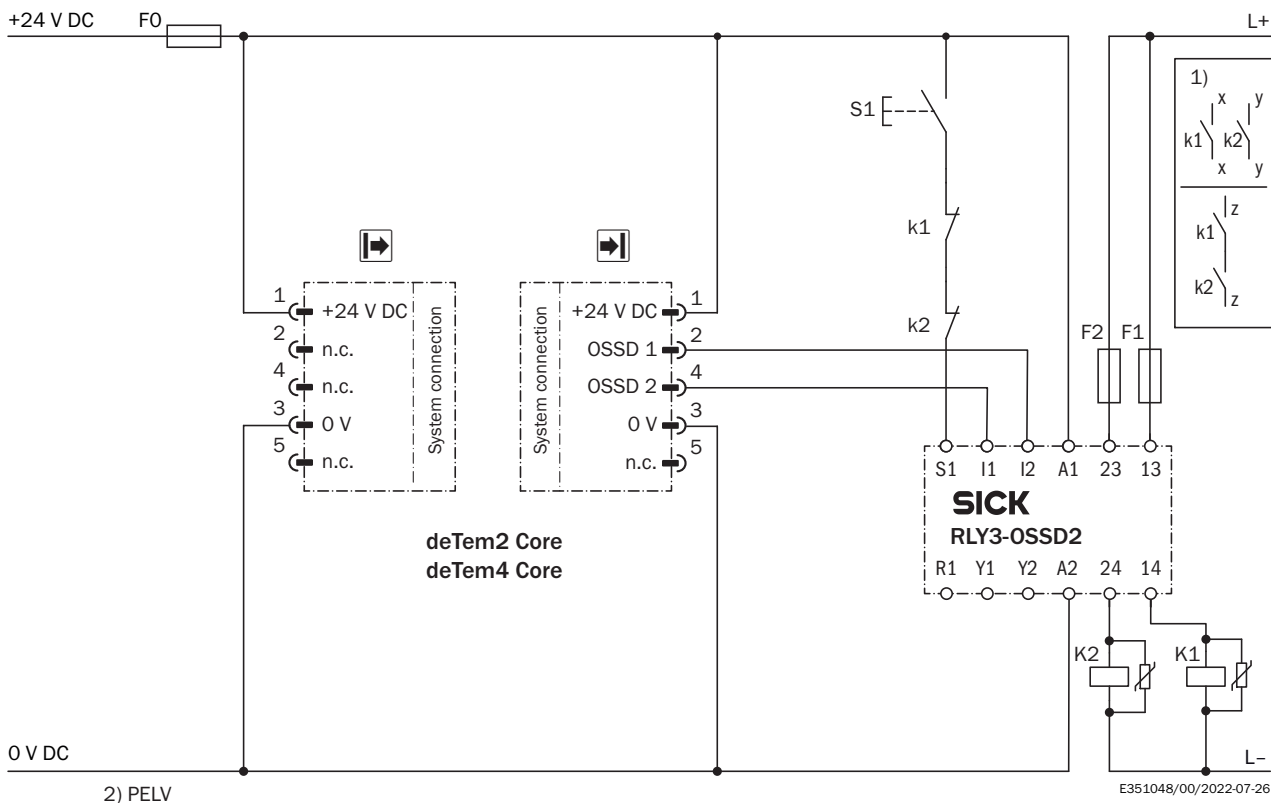 +24 V DC F0 L+
1)
x y
k1 k2
x y
z
k1
k2
z
S1
k1
k2
1 +24 V DC
2 n.c.
4 n.c.
3 0 V
5 n.c.
System connection
System connection
+24 V DC 1
OSSD 1 2
OSSD 2 4
0 V 3
n.c. 5
deTem2 Core
deTem4 Core
F2 F1
S1 I1 I2 A1 23 13
SICK
RLY3-OSSD2
R1 Y1 Y2 A2 24 14
K2 K1
0 V DC L–
2) PELV
E351048/00/2022-07-26